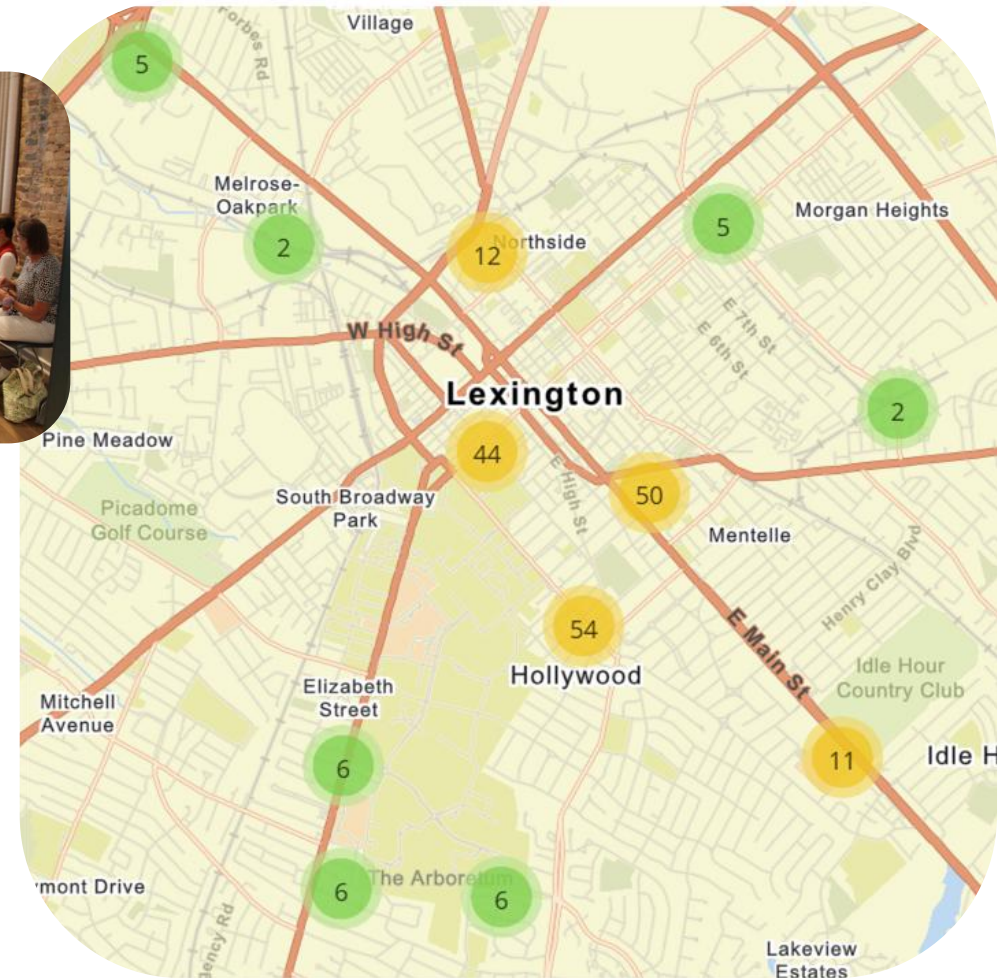 Village
Forbes Rd
5
Melrose-
Oakpark
2
12
Northside
5
Morgan Heights
W High St
E 7th St
E 6th St
Lexington
2
Pine Meadow
44
E High St
50
South Broadway
Park
Picadome
Golf Course
Mentelle
Henry Clay Blvd
54
Hollywood
E Main St
Idle Hour
Country Club
Elizabeth
Street
Mitchell
Avenue
11
Idle H
6
6
The Arboretum
6
ymont Drive
gency Rd
Lakeview
Estates